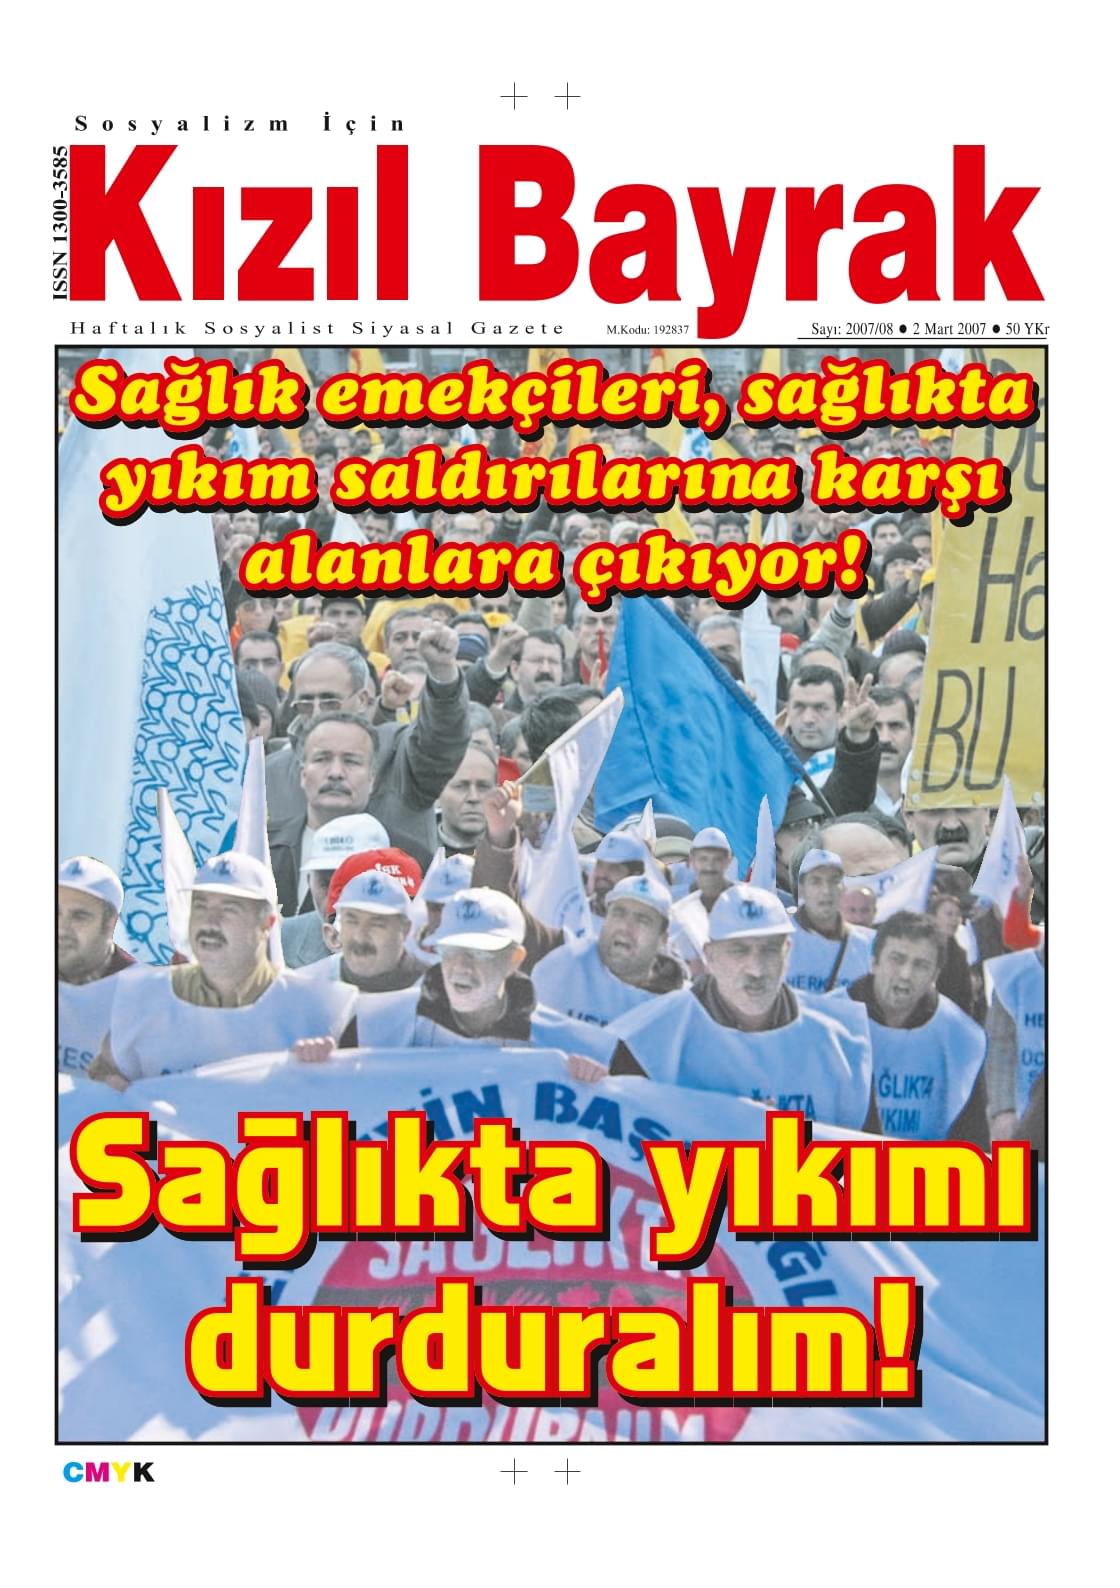 Sosyalizm İçin
ISSN 1300-3585
Kızıl Bayrak
Haftalık Sosyalist Siyasal Gazete
M.Kodu: 192837
Sayı: 2007/08 ● 2 Mart 2007 ● 50 YKr
Sağlık emekçileri, sağlıkta
yıkım saldırılarına karşı
alanlara çıkıyor!
BU
Sağlıkta yıkımı
durduralım!
CMYK